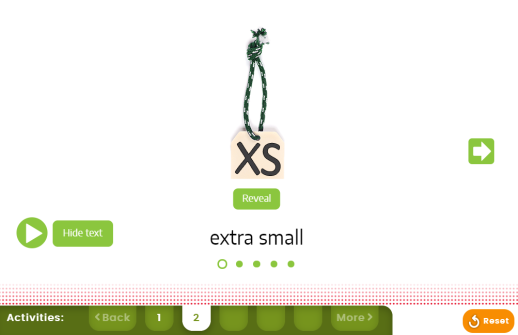 XS
Reveal
Hide text
extra small
Activities: Back 1 2 More
Reset